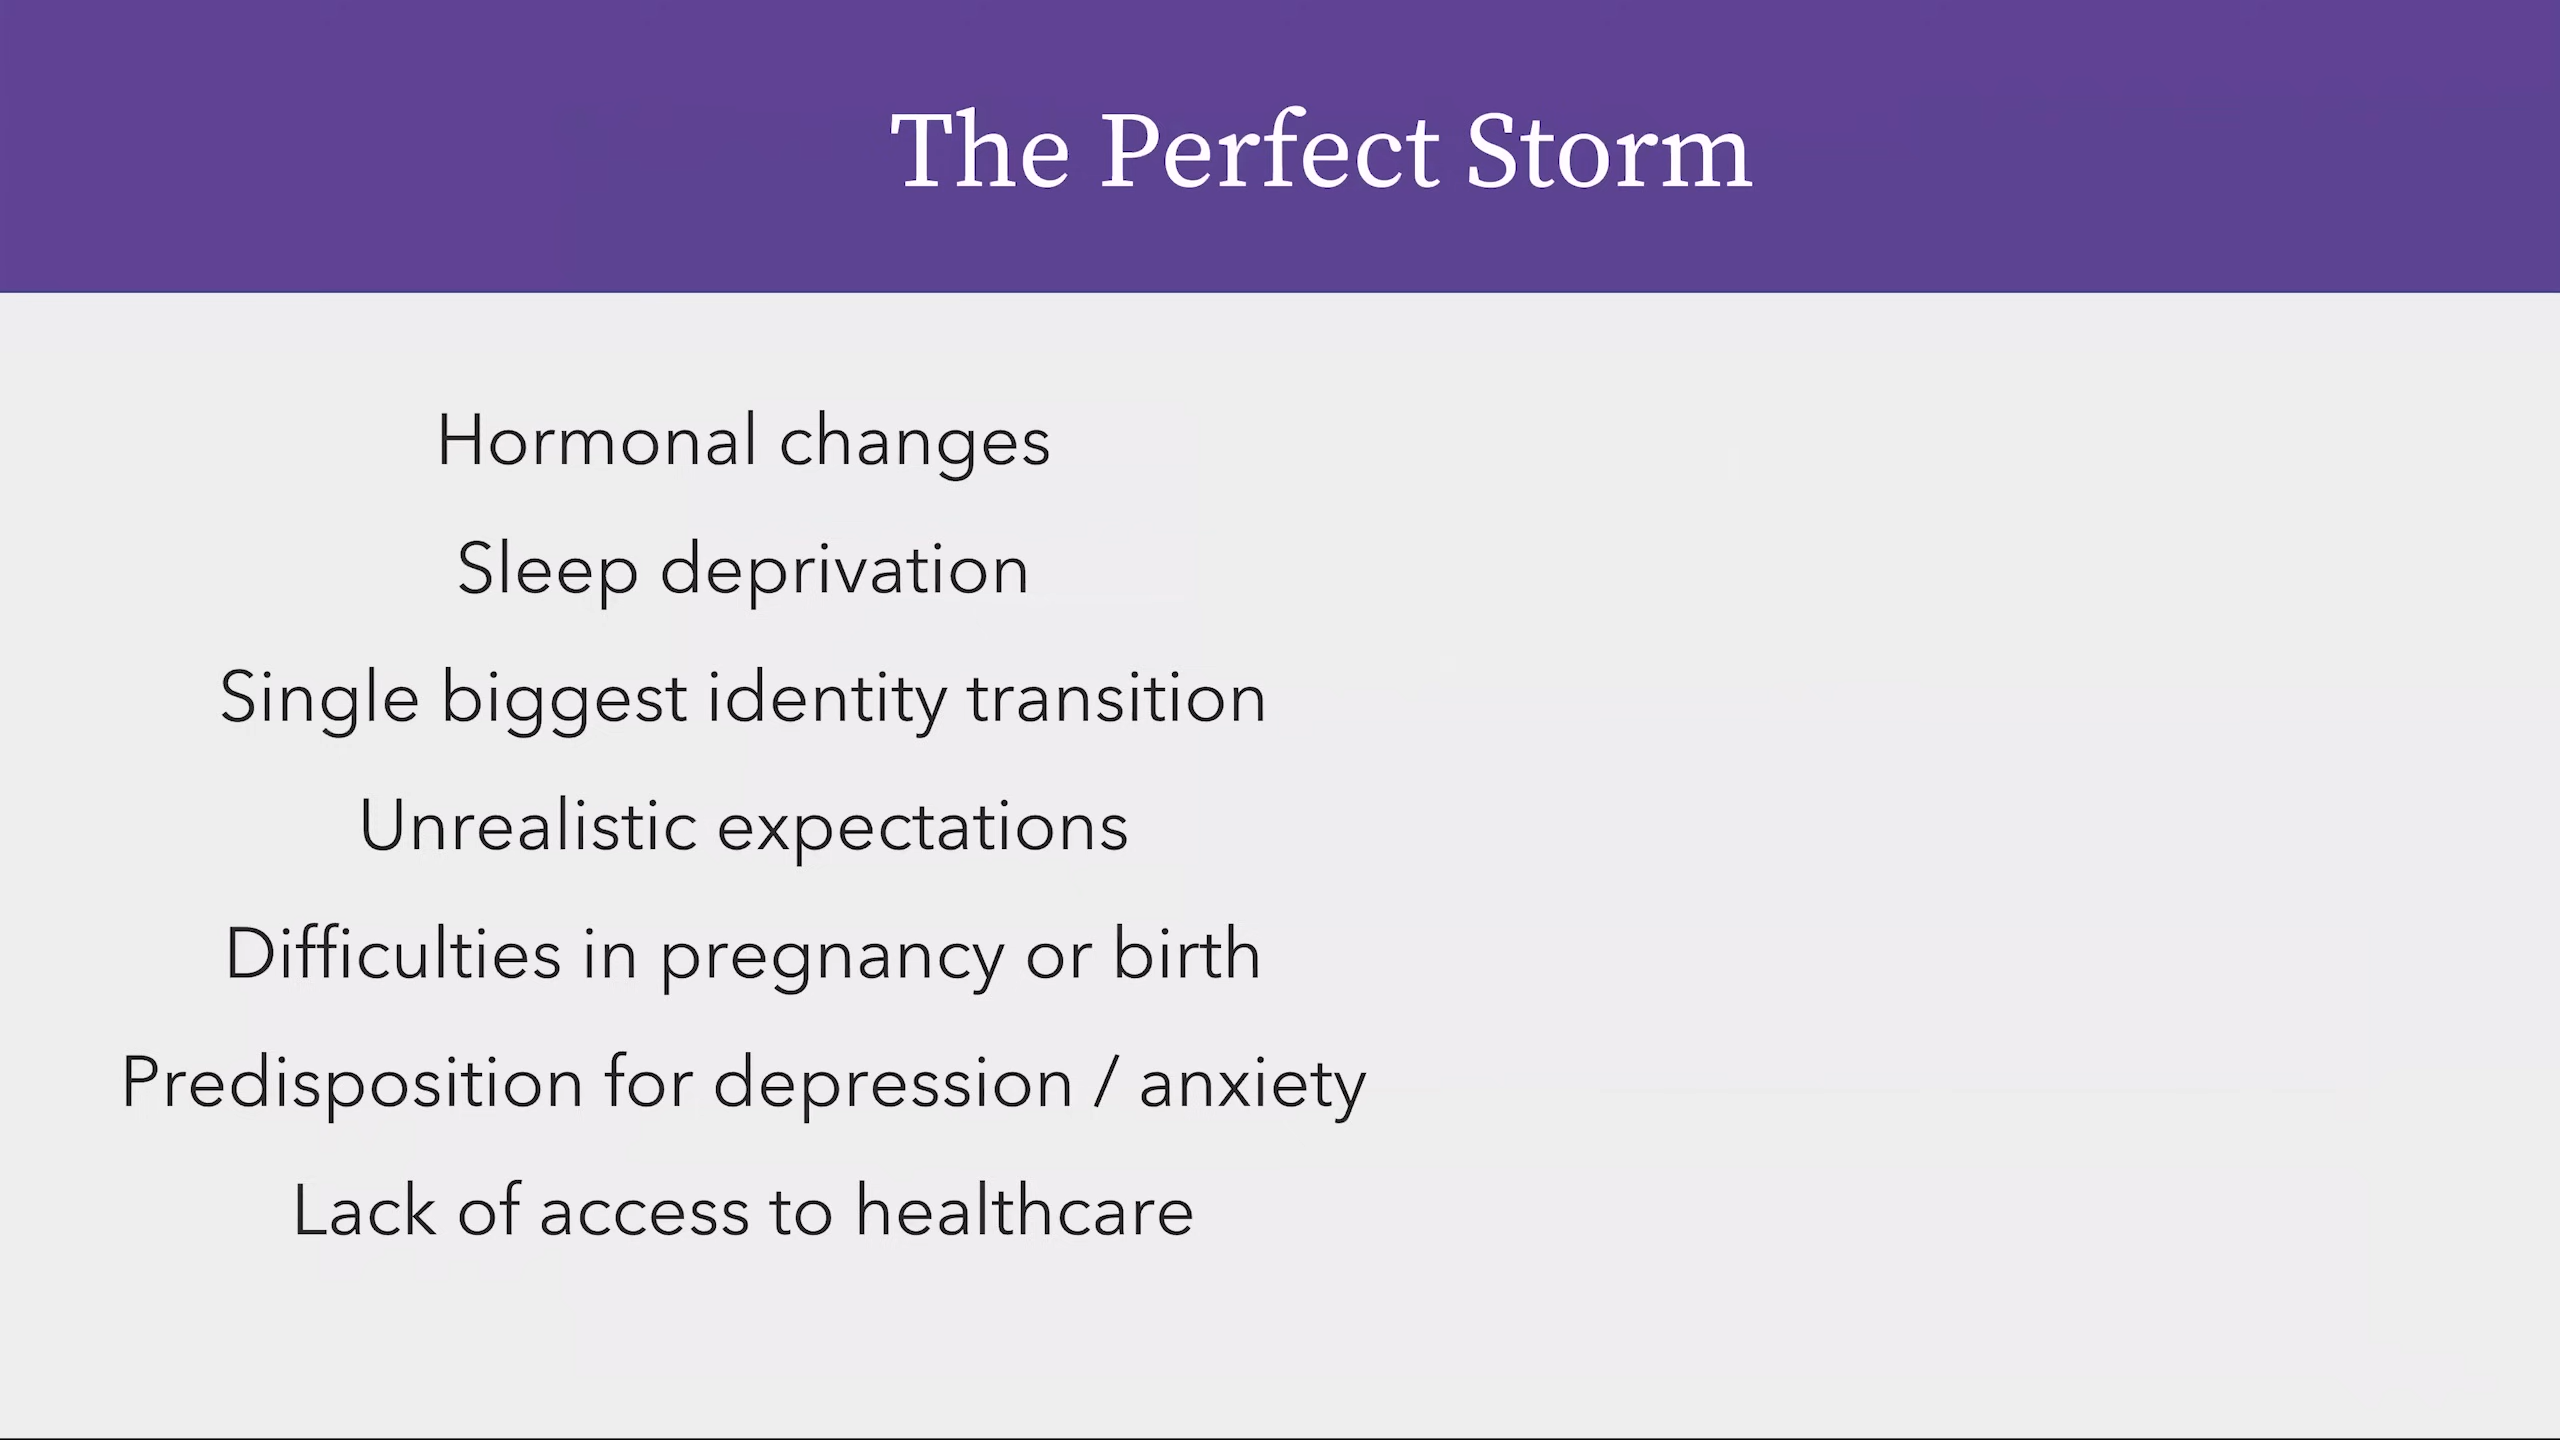 The Perfect Storm
Hormonal changes
Sleep deprivation
Single biggest identity transition
Unrealistic expectations
Difficulties in pregnancy or birth
Predisposition for depression / anxiety
Lack of access to healthcare